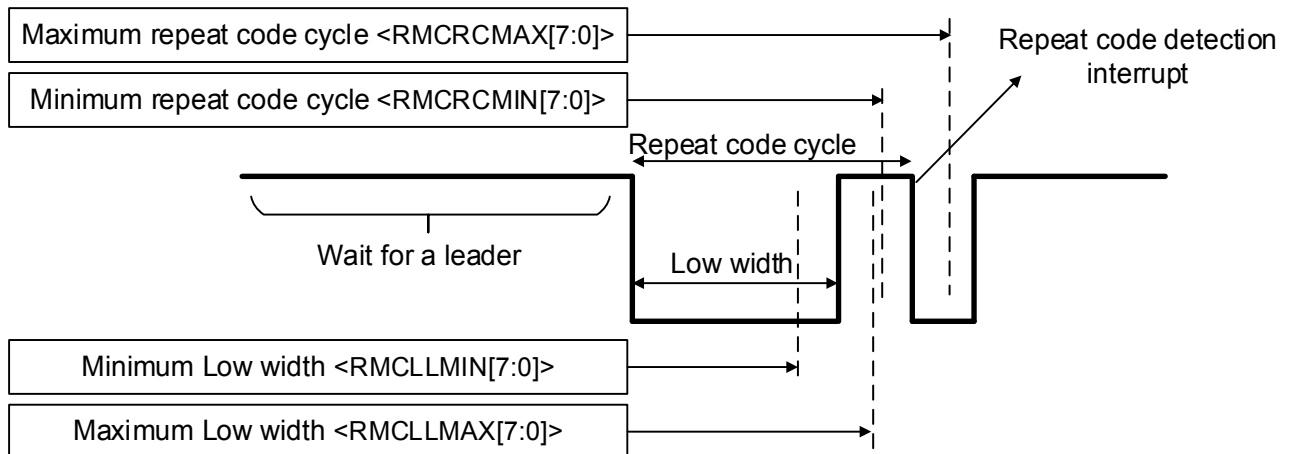 Maximum repeat code cycle <RMCRCMAX[7:0]>
Repeat code detection
interrupt
Minimum repeat code cycle <RMCRCMIN[7:0]>
Repeat code cycle
Wait for a leader
Low width
Minimum Low width <RMCLLMIN[7:0]>
Maximum Low width <RMCLLMAX[7:0]>